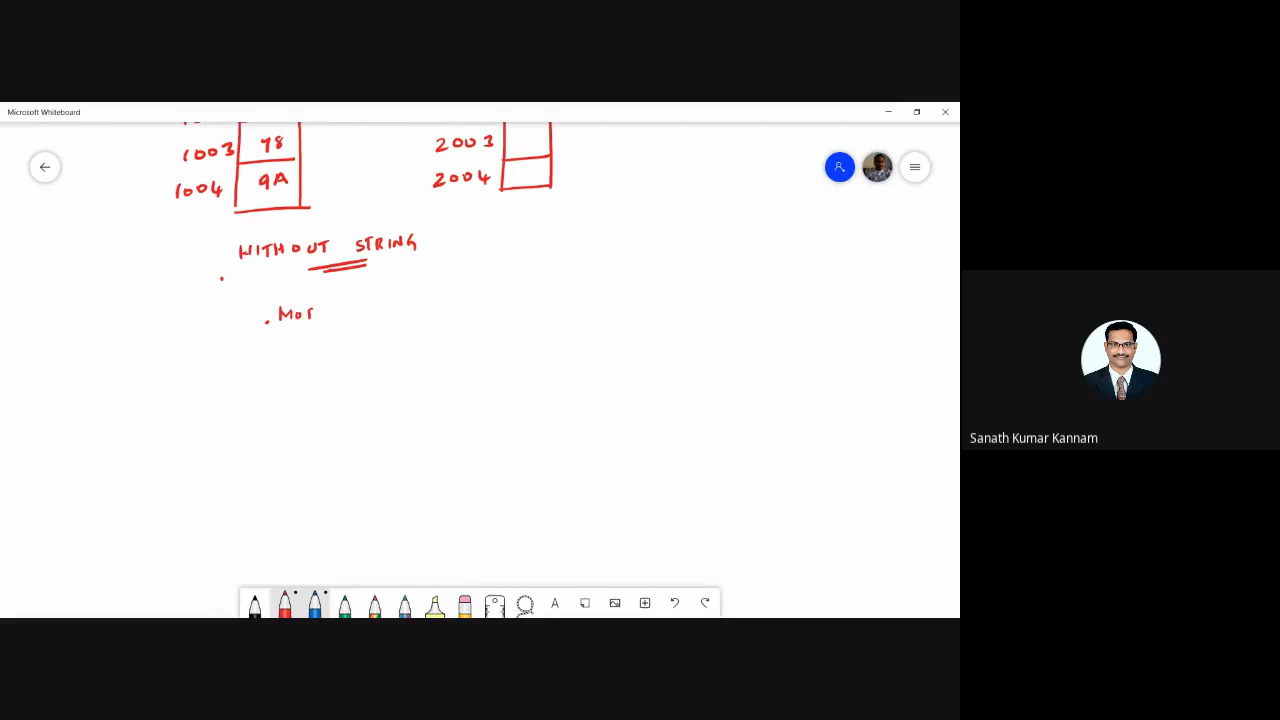 Microsoft Whiteboard
1003 78 2003
1004 9A 2004
WITHOUT STRING
. Mor
Sanath Kumar Kannam